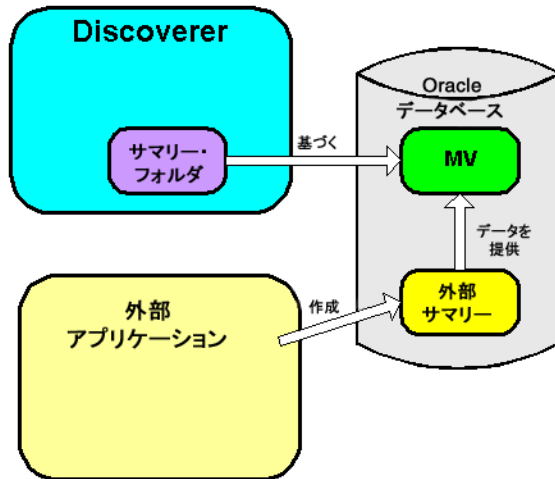 Discoverer
サマリー・
フォルダ
基づく
Oracle
データベース
MV
データを
提供
外部
サマリー
作成
外部
アプリケーション